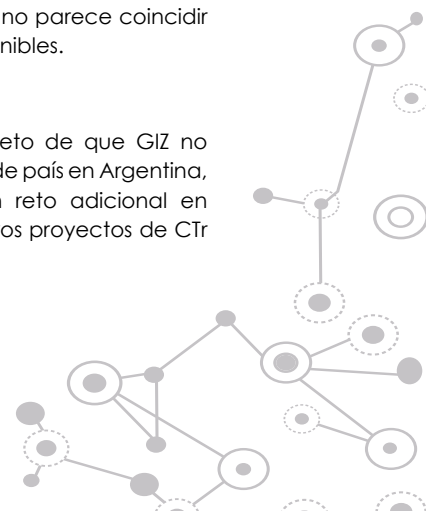 no parece coincidir
nibles.
eto de que GIZ no
de país en Argentina,
reto adicional en
os proyectos de CTr